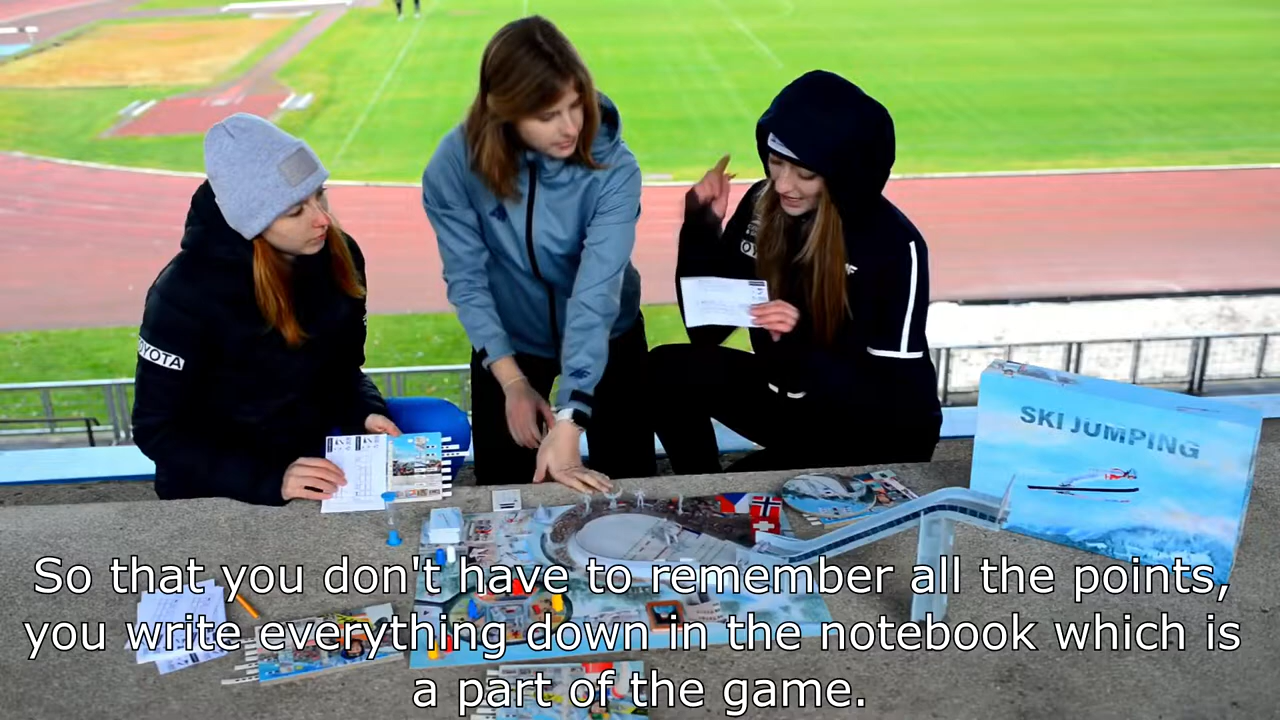 OYOTA
SKI JUMPING
So that you don't have to remember all the points,
you write everything down in the notebook which is
a part of the game.